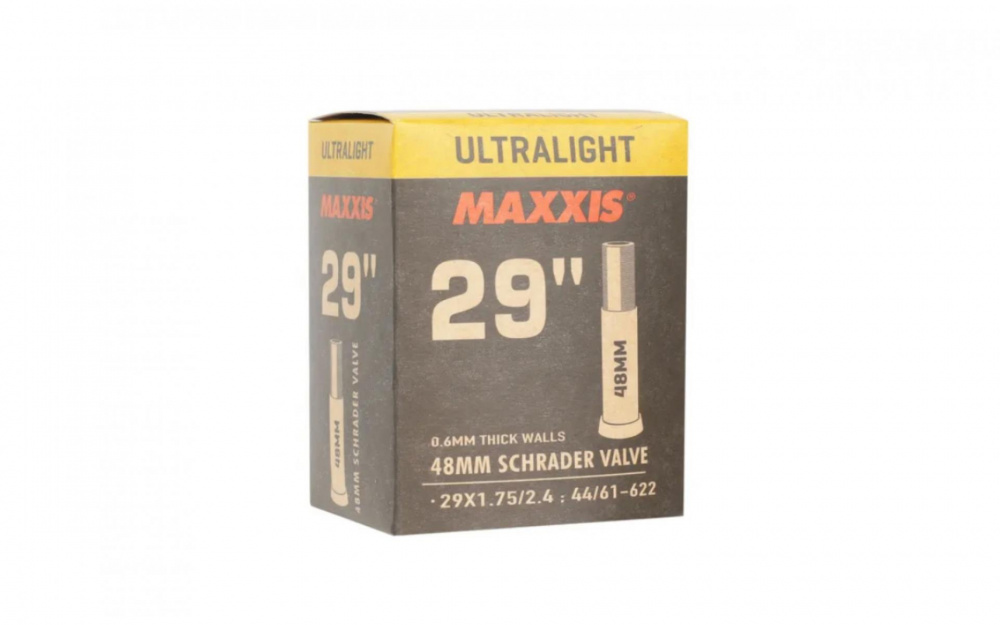 ULTRALIGHT
MAXXIS®
29"
48MM
48MM SCHRADER VALVE
ULTRALIGHT
ULTRALIGHT
MAXXIS®
29"
48MM
0.6MM THICK WALLS
48MM SCHRADER VALVE
· 29X1.75/2.4 : 44/61-622